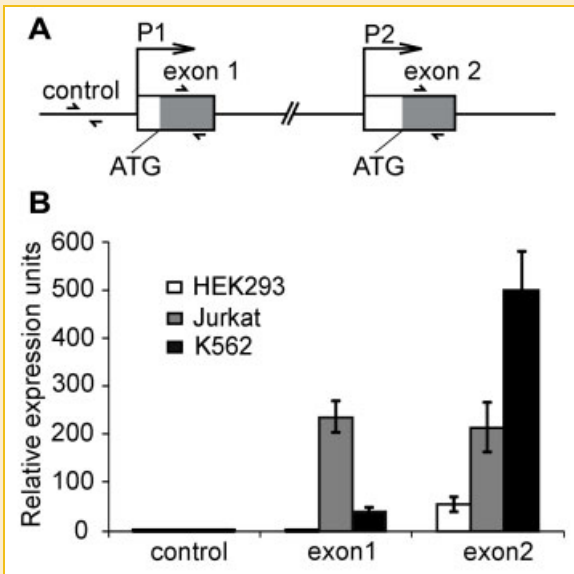 A
P1
P2
control
exon 1
exon 2
ATG
ATG
B
Relative expression units
600
500
400
300
200
100
0
HEK293
Jurkat
K562
control
exon1
exon2